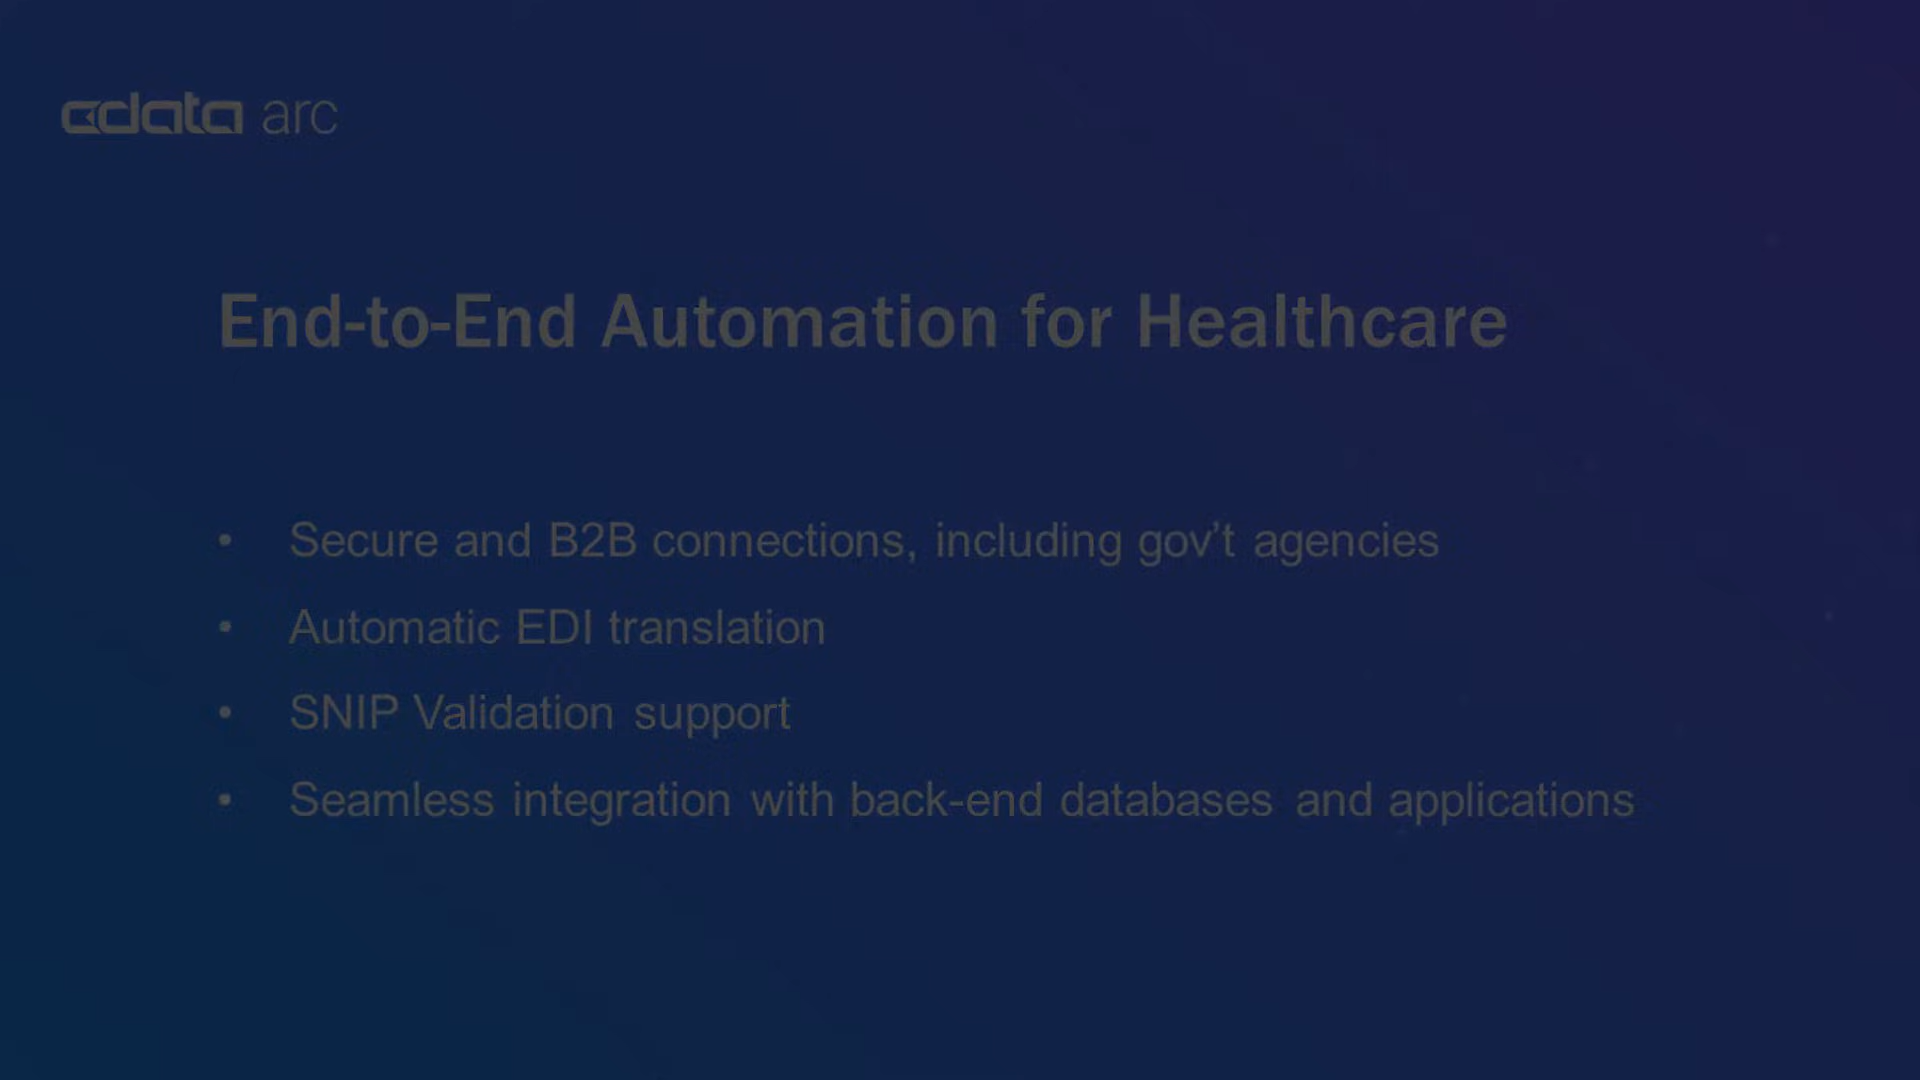 cdata arc
End-to-End Automation for Healthcare
• Secure and B2B connections, including gov’t agencies
• Automatic EDI translation
• SNIP Validation support
• Seamless integration with back-end databases and applications